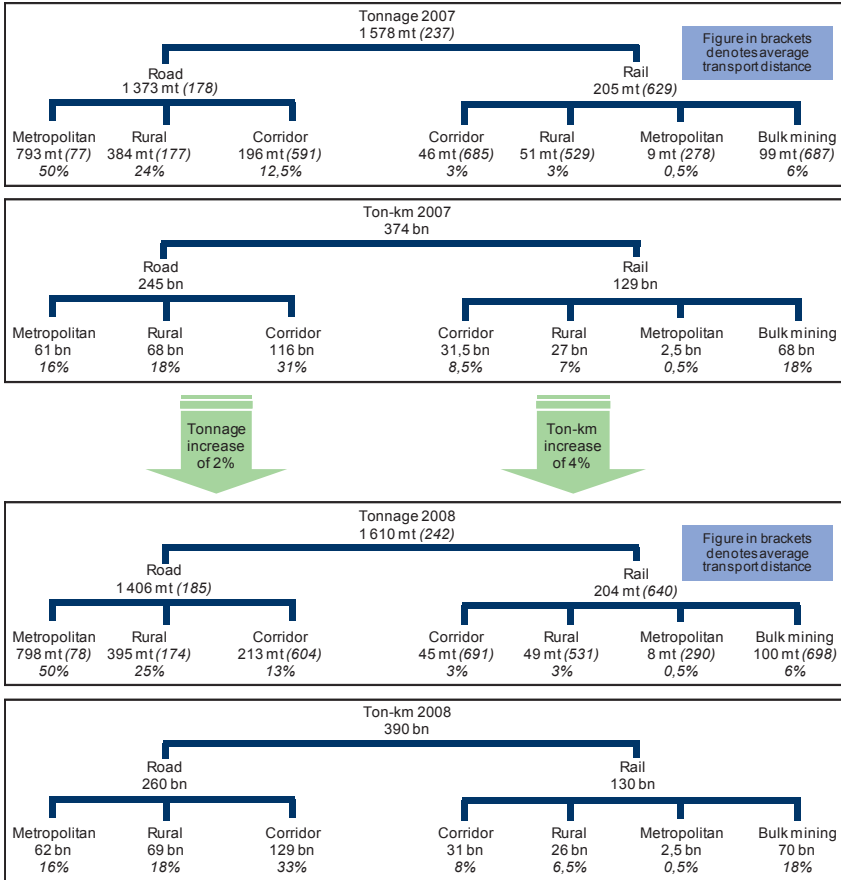 Tonnage 2007
1 578 mt (237)
Figure in brackets
denotes average
transport distance
Road
1 373 mt (178)
Rail
205 mt (629)
Metropolitan Rural Corridor Corridor Rural Metropolitan Bulk mining
793 mt (77) 384 mt (177) 196 mt (591) 46 mt (685) 51 mt (529) 9 mt (278) 99 mt (687)
50% 24% 12,5% 3% 3% 0,5% 6%
Ton-km 2007
374 bn
Road Rail
245 bn 129 bn
Metropolitan Rural Corridor Corridor Rural Metropolitan Bulk mining
61 bn 68 bn 116 bn 31,5 bn 27 bn 2,5 bn 68 bn
16% 18% 31% 8,5% 7% 0,5% 18%
Tonnage
increase
of 2%
Ton-km
increase
of 4%
Tonnage 2008
1 610 mt (242)
Figure in brackets
denotes average
transport distance
Road
1 406 mt (185)
Rail
204 mt (640)
Metropolitan Rural Corridor Corridor Rural Metropolitan Bulk mining
798 mt (78) 395 mt (174) 213 mt (604) 45 mt (691) 49 mt (531) 8 mt (290) 100 mt (698)
50% 25% 13% 3% 3% 0,5% 6%
Ton-km 2008
390 bn
Road Rail
260 bn 130 bn
Metropolitan Rural Corridor Corridor Rural Metropolitan Bulk mining
62 bn 69 bn 129 bn 31 bn 26 bn 2,5 bn 70 bn
16% 18% 33% 8% 6,5% 0,5% 18%